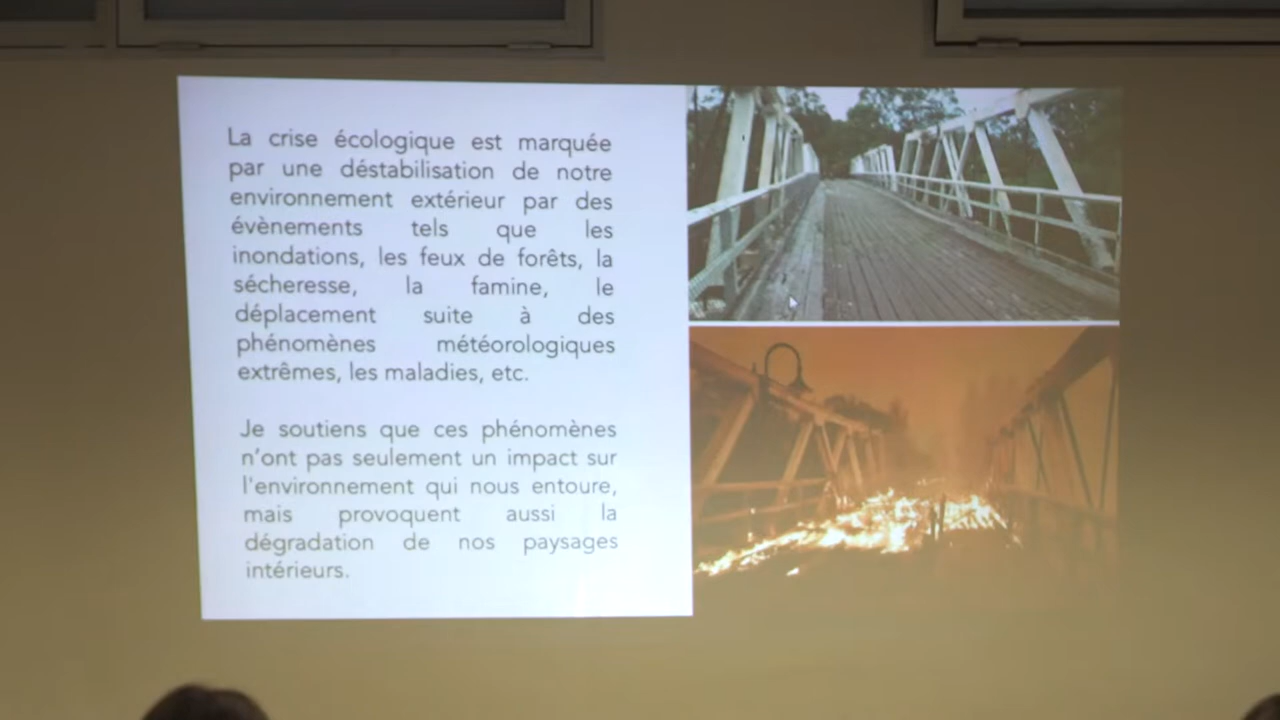 La crise écologique est marquée
par une déstabilisation de notre
environnement extérieur par des
évènements tels que les
inondations, les feux de forêts, la
sécheresse, la famine, le
déplacement suite à des
phénomènes météorologiques
extrêmes, les maladies, etc.
Je soutiens que ces phénomènes
n'ont pas seulement un impact sur
l'environnement qui nous entoure,
mais provoquent aussi la
dégradation de nos paysages
intérieurs.